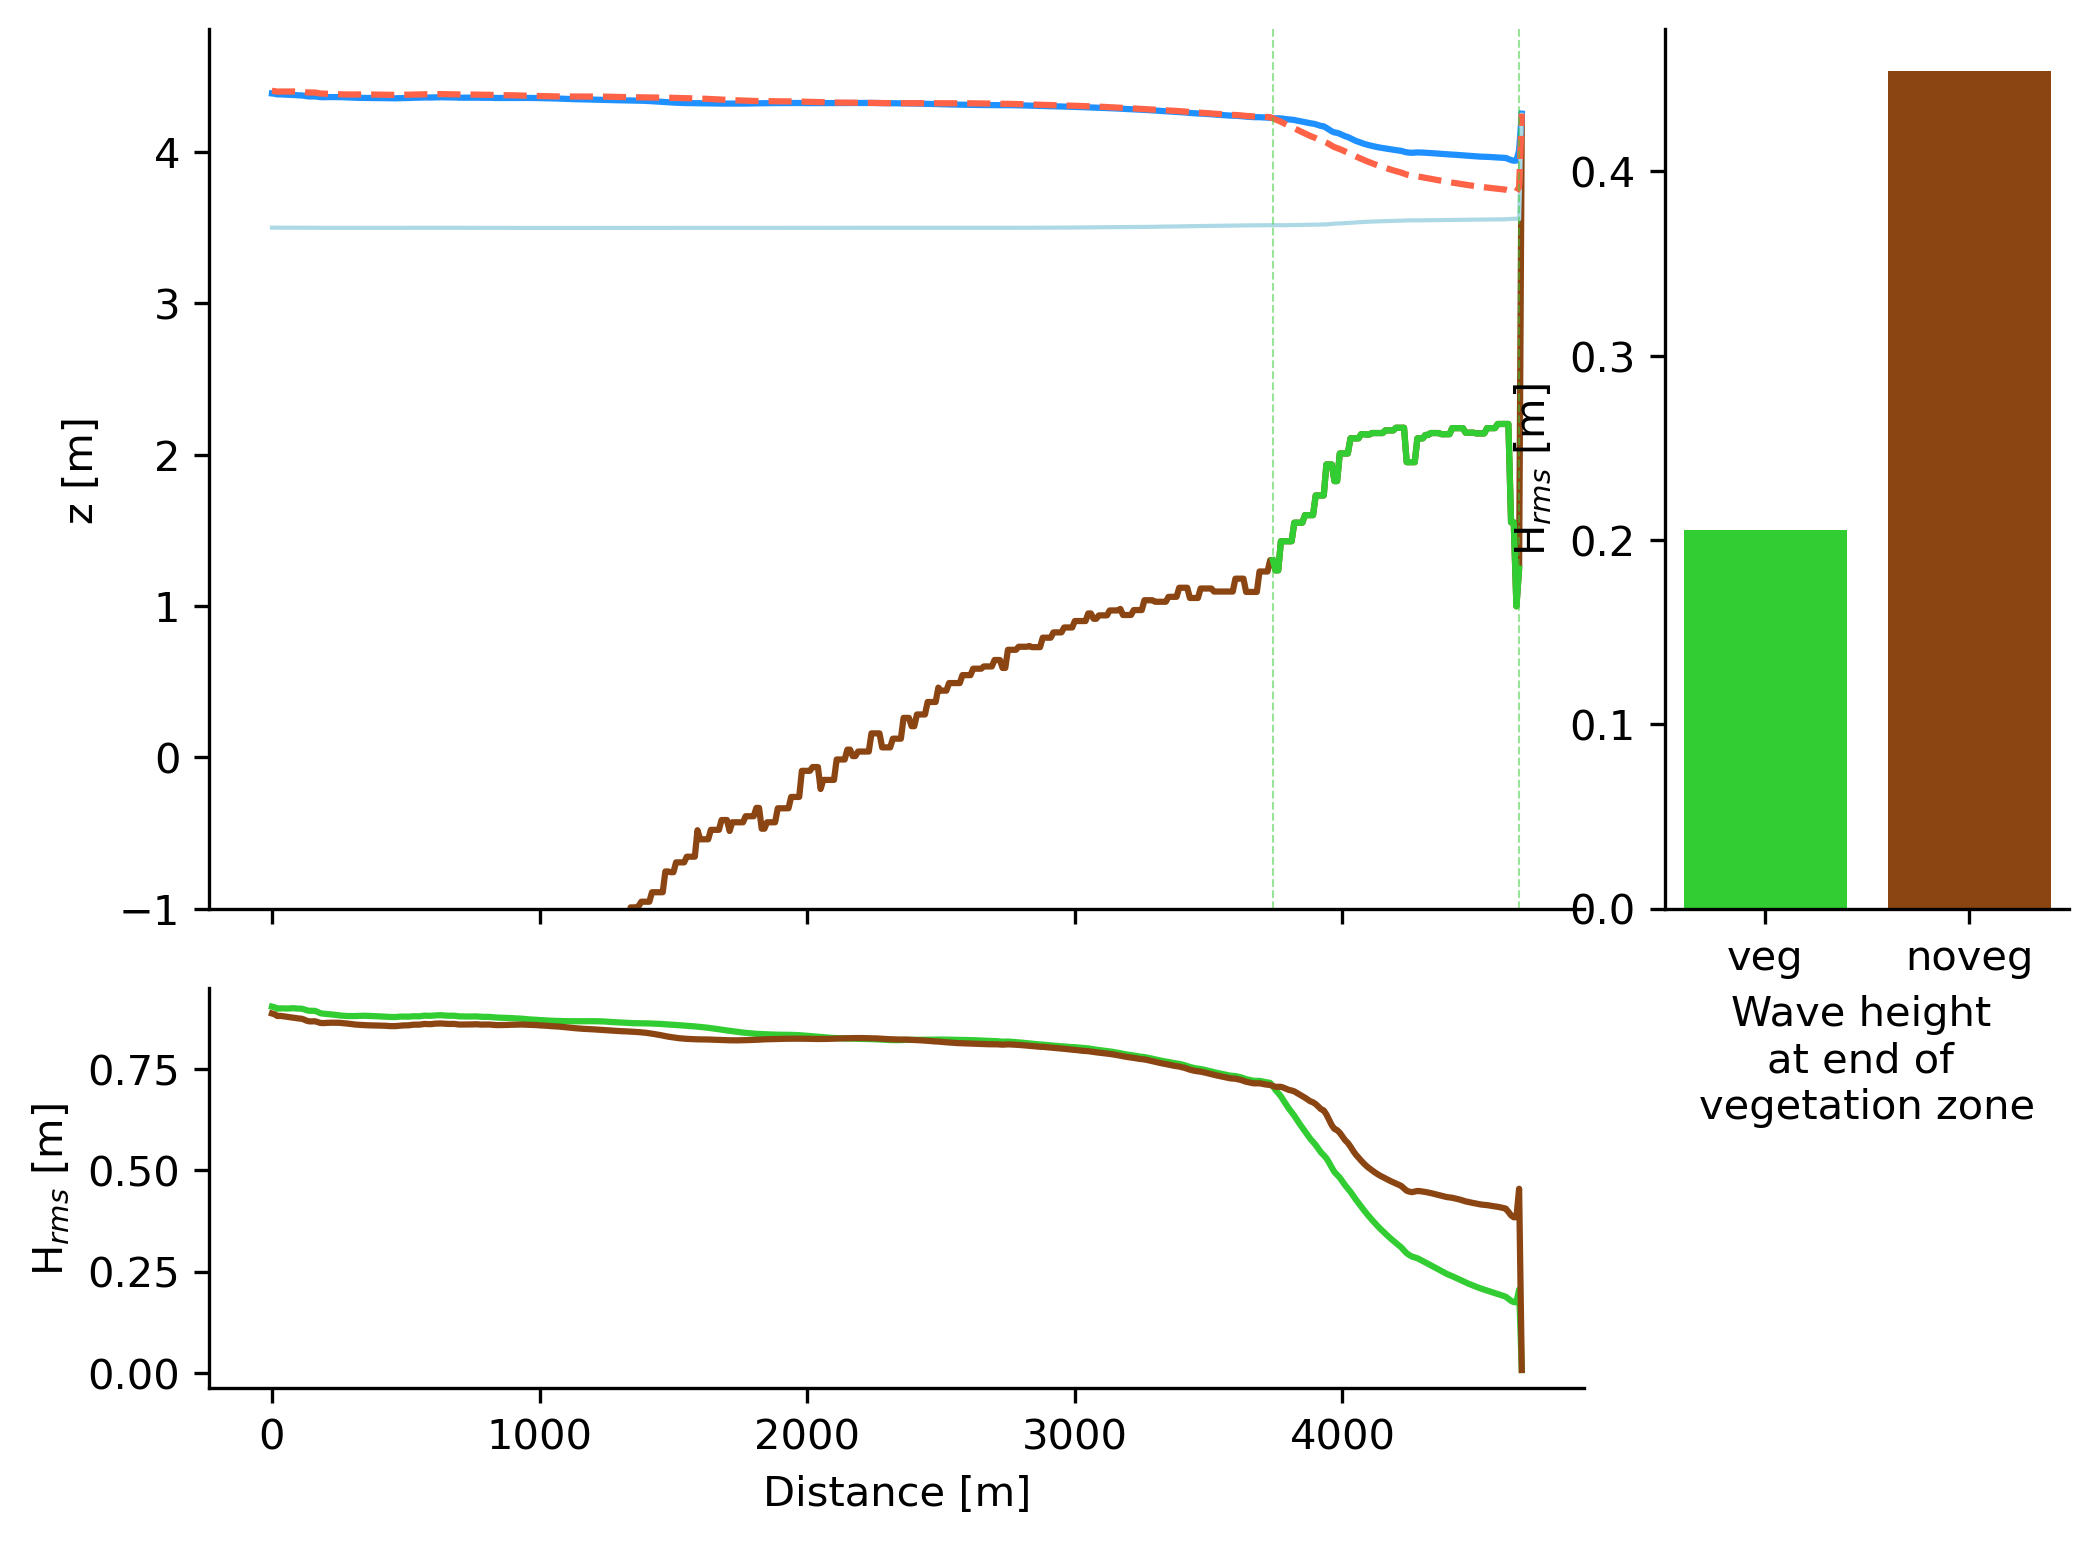 z [m]
4
3
2
1
0
−1
H_rms [m]
0.4
0.3
0.2
0.1
0.0
veg noveg
Wave height
at end of
vegetation zone
H_rms [m]
0.75
0.50
0.25
0.00
0 1000 2000 3000 4000
Distance [m]